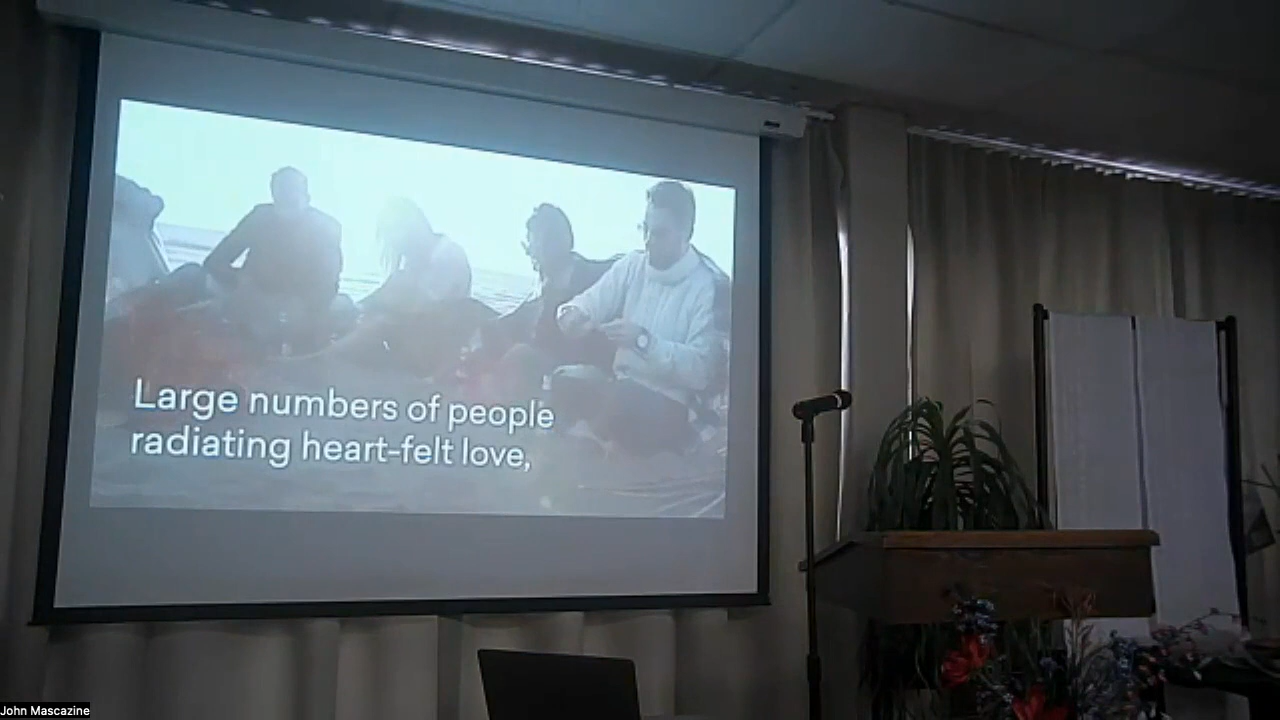 Large numbers of people
radiating heart-felt love,
John Mascazine